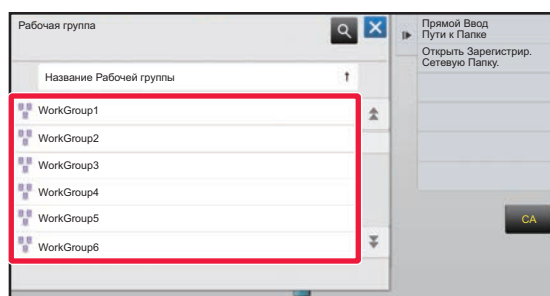 Рабочая группа
Название Рабочей группы
WorkGroup1
WorkGroup2
WorkGroup3
WorkGroup4
WorkGroup5
WorkGroup6
Прямой Ввод
Пути к Папке
Открыть Зарегистрир.
Сетевую Папку.
CA